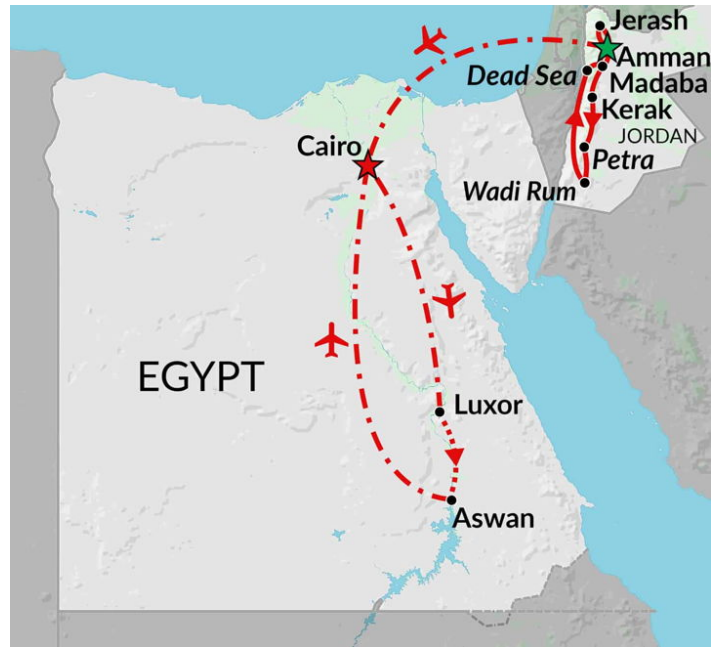 Jerash
Amman
Dead Sea
Madaba
Kerak
JORDAN
Cairo
Petra
Wadi Rum
EGYPT
Luxor
Aswan